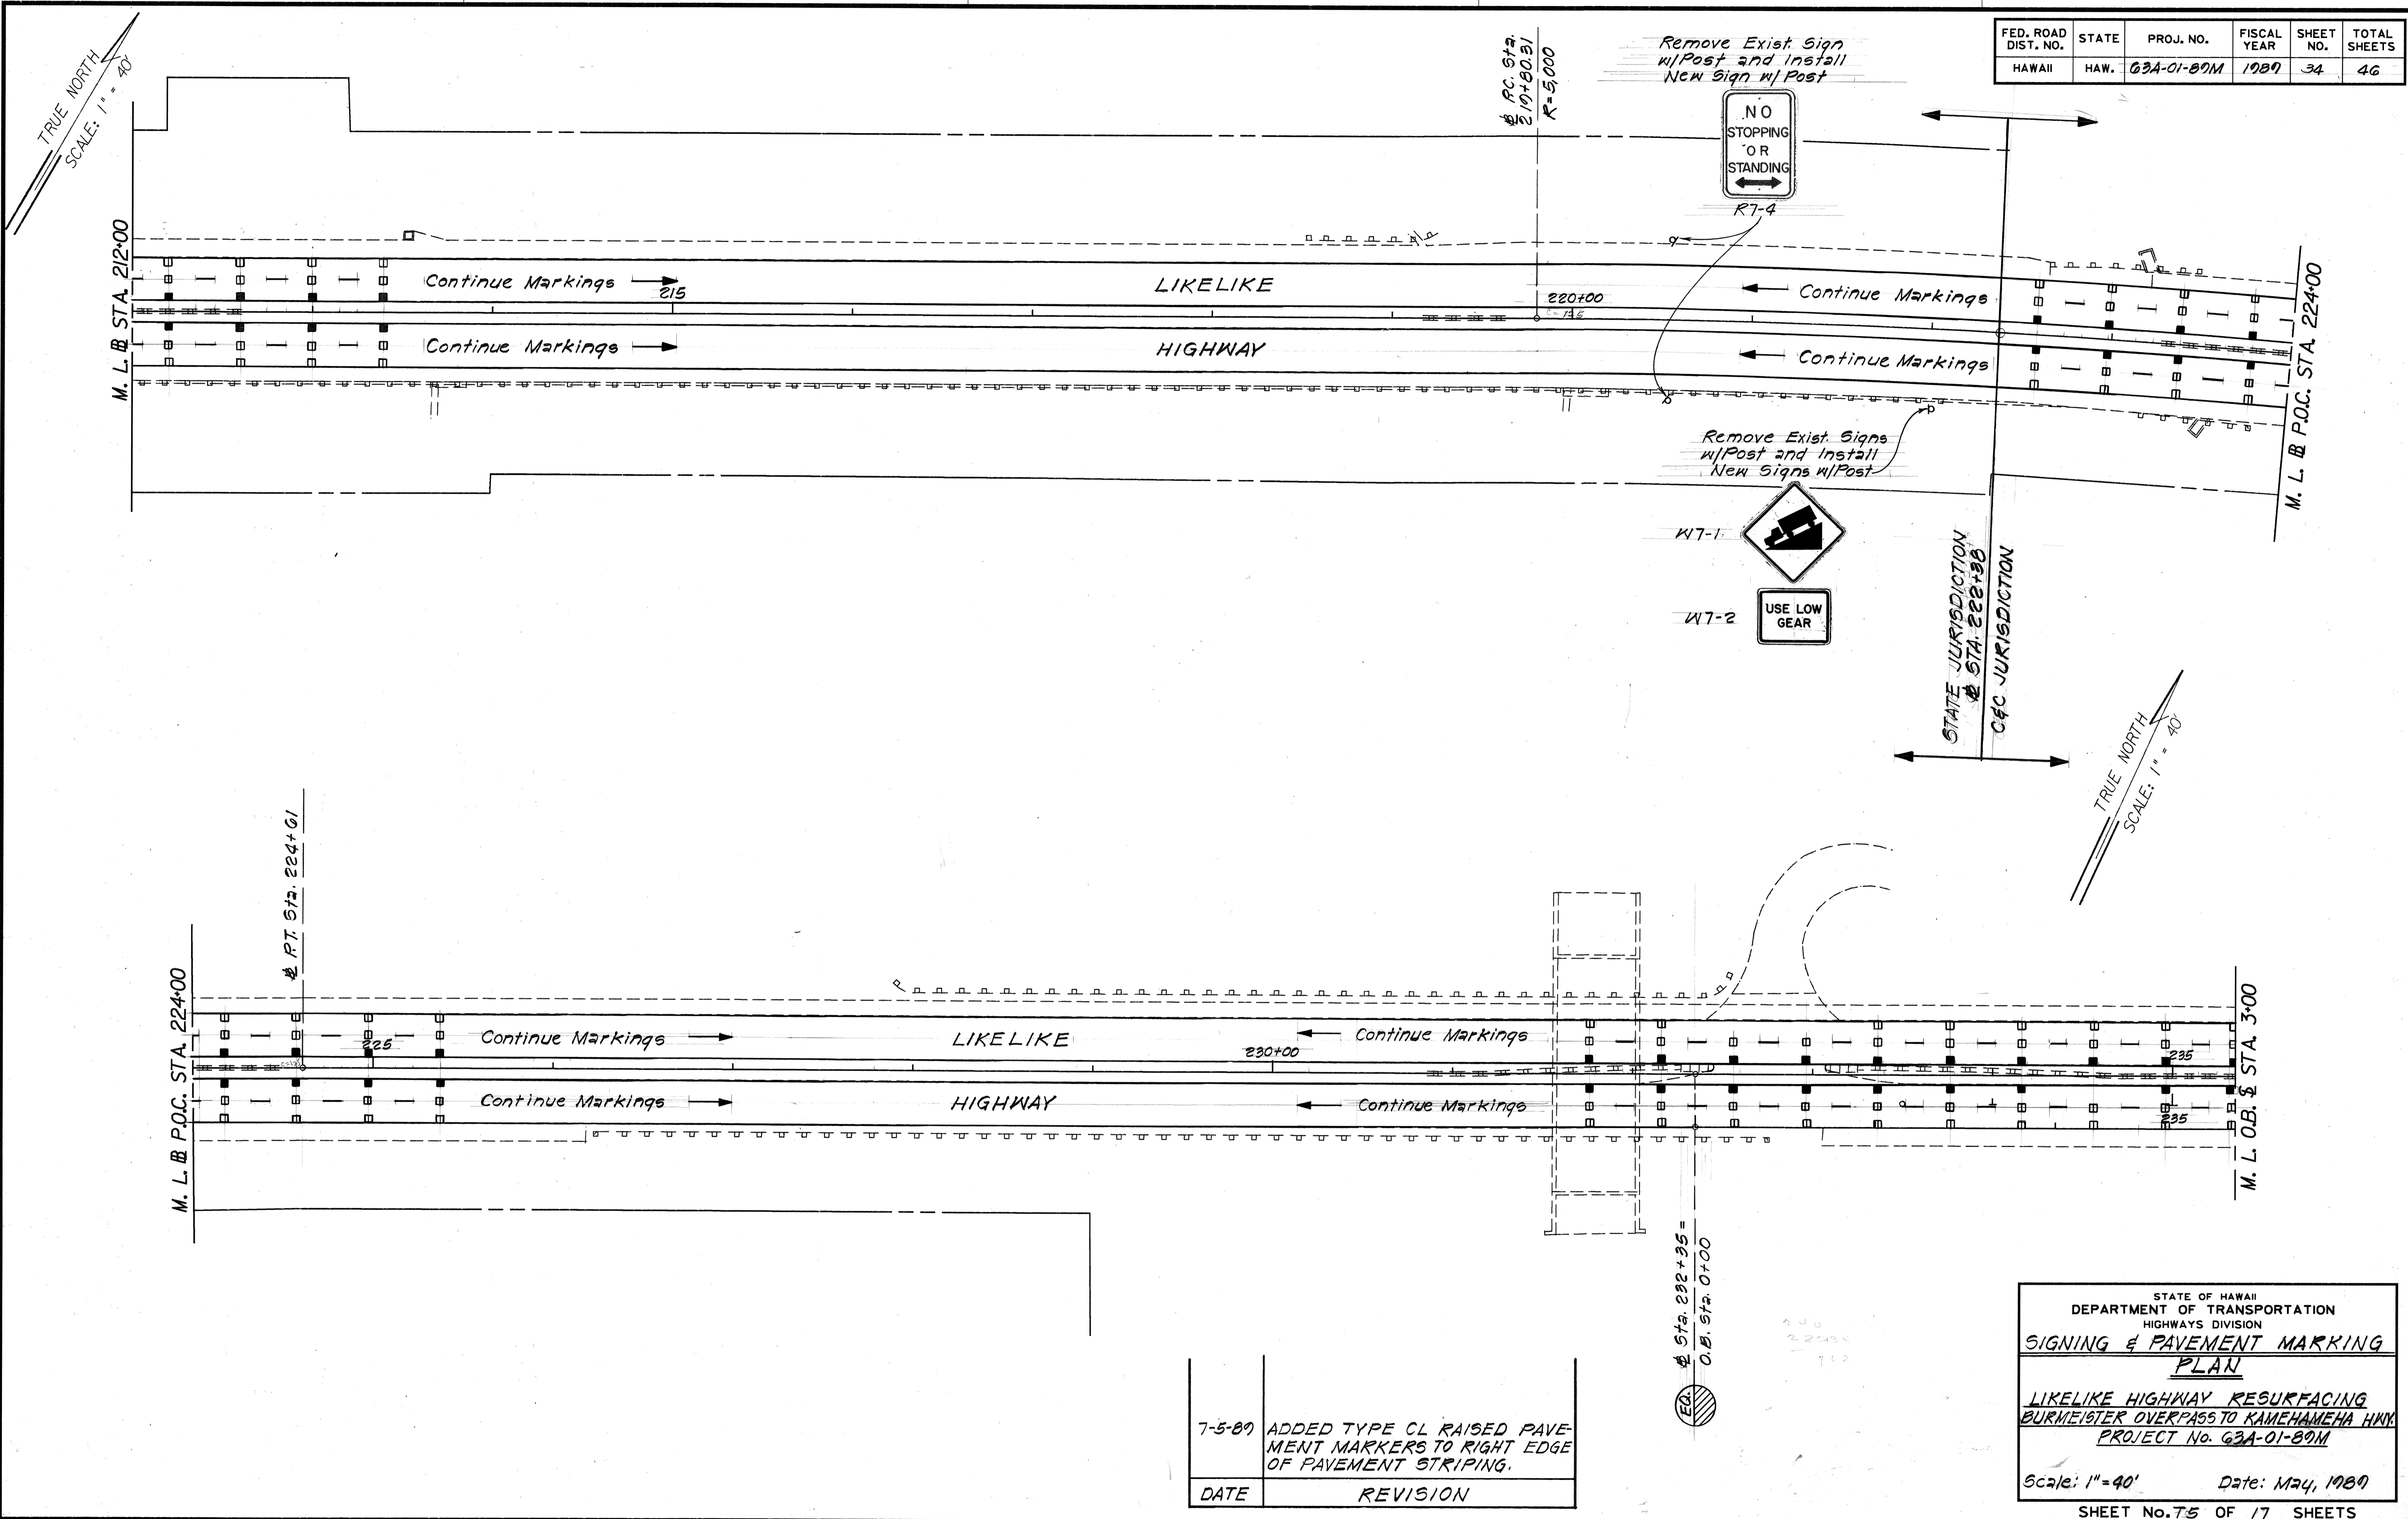 FED. ROAD DIST. NO. STATE PROJ. NO. FISCAL YEAR SHEET NO. TOTAL SHEETS
HAWAII HAW. 63A-01-89M 1989 34 46
TRUE NORTH
SCALE: 1" = 40'
Remove Exist. Sign
w/Post and Install
New Sign w/ Post
NO
STOPPING
OR
STANDING
R7-4
P.C. Sta.
219+80.31
R=5,000
M. L. B STA. 212+00
Continue Markings
215
LIKELIKE
220+00
Continue Markings
Continue Markings
HIGHWAY
Continue Markings
M. L. B P.O.C. STA. 224+00
Remove Exist. Signs
w/Post and Install
New Signs w/Post
W7-1
W7-2
USE LOW
GEAR
STATE JURISDICTION
B STA. 222+38
C&C JURISDICTION
TRUE NORTH
SCALE: 1" = 40'
B P.T. Sta. 224+61
M. L. B P.O.C. STA. 224+00
225
Continue Markings
LIKELIKE
230+00
Continue Markings
235
Continue Markings
HIGHWAY
Continue Markings
235
M. L. O.B. B STA. 3+00
B Sta. 232+35 =
O.B. Sta. 0+00
EQ.
7-5-89 ADDED TYPE CL RAISED PAVE-
MENT MARKERS TO RIGHT EDGE
OF PAVEMENT STRIPING.
DATE REVISION
STATE OF HAWAII
DEPARTMENT OF TRANSPORTATION
HIGHWAYS DIVISION
SIGNING & PAVEMENT MARKING
PLAN
LIKELIKE HIGHWAY RESURFACING
BURMEISTER OVERPASS TO KAMEHAMEHA HWY.
PROJECT No. 63A-01-89M
Scale: 1"=40' Date: May, 1989
SHEET No. T5 OF 17 SHEETS